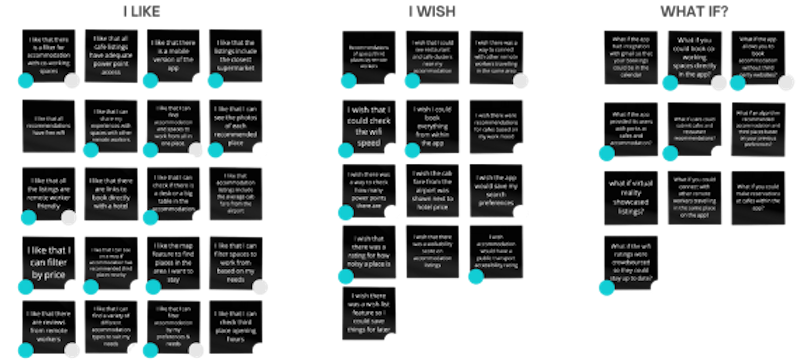 I LIKE
I WISH
WHAT IF?
I like that there
is a filter for
accommodation
with co-working
spaces
I like that all
cafe listings
have adequate
power point
access
I like that there
is a mobile
version of the
app
I like that the
listings include
the closest
supermarket
I like that all
recommendations
have free wifi
I like that I can
share my
experiences with
spaces with other
remote workers
I like that I can
find
accommodation
and spaces to
work from all in
one place.
I like that I can
see the photos
of each
recommended
place
I like that all
the listings are
remote worker
friendly
I like that there
are links to
book directly
with a hotel
I like that I can
check if there is
a desk or a big
table in the
accommodation
I like that
accommodation
listings include
the average cab
fare from the
airport
I like that I
can filter
by price
I like that I can see
on a map if
accommodation has
recommended third
places nearby
I like the map
feature to find
places in the
area I want to
stay
I like that I can
filter spaces to
work from
based on my
needs
I like that there
are reviews
from remote
workers
I like that I can
find a variety of
different
accommodation
types to suit my
needs
I like that I can
filter
accommodation
by my
preferences &
needs
I like that I can
check third
place opening
hours
Recommendations
of spaces/third
places by remote
workers
I wish that I could
see restaurant
and cafe clusters
near my
accommodation
I wish there was a
way to connect
with other remote
workers traveling
in the same area
I wish that I
could check
the wifi
speed
I wish I could
book
everything
from within
the app
I wish there were
recommendations
for cafes based on
my work mood
I wish there was
a way to check
how many
power points
there are
I wish the cab
fare from the
airport was
shown next to
hotel price
I wish the app
would save my
search
preferences
I wish that
there was a
rating for how
noisy a place is
I wish that there
was a walkability
score on
accommodation
listings
I wish
accommodation
would have a
public transport
accessibility rating
I wish there
was a wish list
feature so I
could save
things for later
What if the app
had integration
with gmail so that
bookings could be
in the calendar
What if you
could book co
working spaces
directly in the
app?
What if the app
allows you to
book
accommodation
without third
party websites?
What if the app
provided its users
with perks at
cafes and
accommodations?
What if users could
submit cafes and
restaurant
recommendations?
What if an algorithm
recommended
accommodation and
third places based
on your previous
preferences?
what if virtual
reality
showcased
listings?
What if you could
connect with
other remote
workers travelling
in the same place
on the app?
What if you could
make reservations
at cafes within the
app?
What if the wifi
ratings were
crowdsourced
so they could
stay up to date?